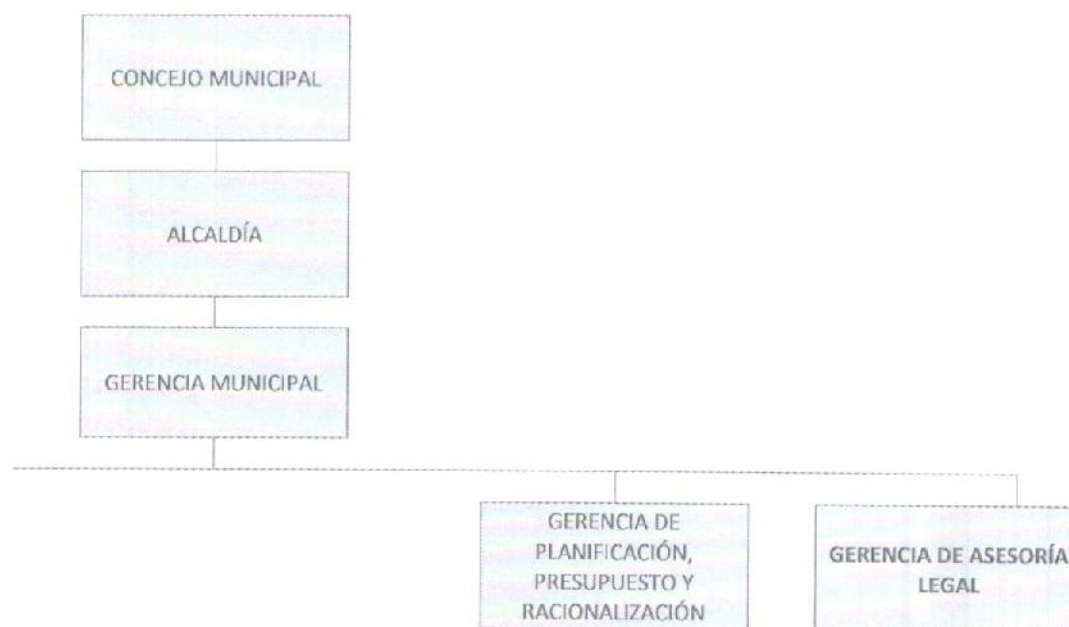 CONCEJO MUNICIPAL
ALCALDÍA
GERENCIA MUNICIPAL
GERENCIA DE
PLANIFICACIÓN,
PRESUPUESTO Y
RACIONALIZACIÓN
GERENCIA DE ASESORÍA
LEGAL